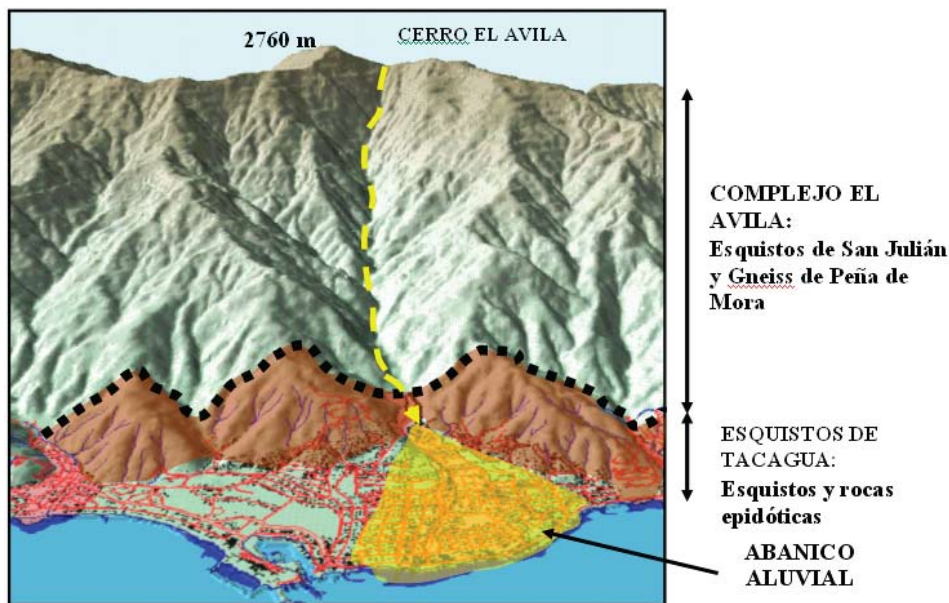 2760 m
CERRO EL AVILA
COMPLEJO EL
AVILA:
Esquistos de San Julián
y Gneiss de Peña de
Mora
ESQUISTOS DE
TACAGUA:
Esquistos y rocas
epidóticas
ABANICO
ALUVIAL